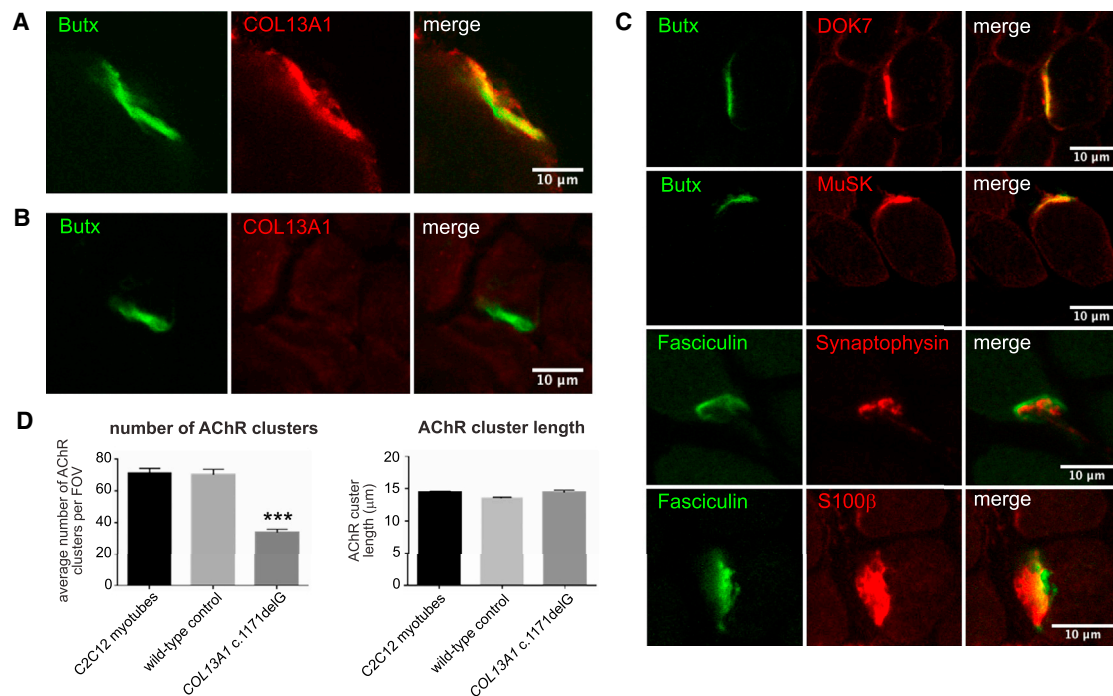 A
Butx COL13A1 merge
10 µm
B
Butx COL13A1 merge
10 µm
C
Butx DOK7 merge
10 µm
Butx MuSK merge
10 µm
Fasciculin Synaptophysin merge
10 µm
Fasciculin S100β merge
10 µm
D
number of AChR clusters
average number of AChR
clusters per FOV
80
60
40
20
0
***
C2C12 myotubes
wild-type control
COL13A1 c.1171delG
AChR cluster length
AChR custer
length (µm)
20
15
10
5
0
C2C12 myotubes
wild-type control
COL13A1 c.1171delG